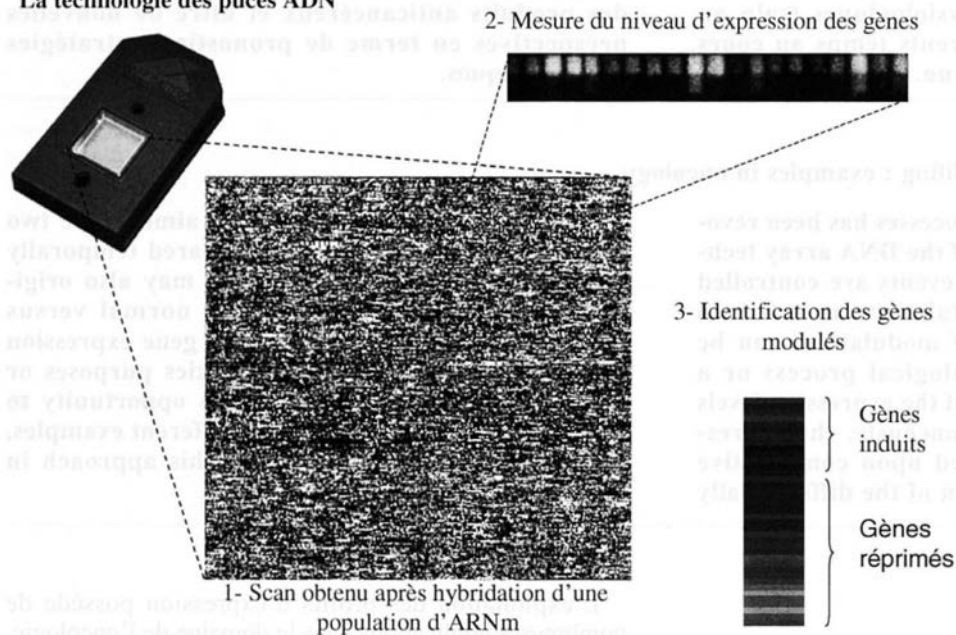 La technologie des puces ADN
2- Mesure du niveau d'expression des gènes
3- Identification des gènes
modulés
Gènes
induits
Gènes
réprimés
1- Scan obtenu après hybridation d'une
population d'ARNm